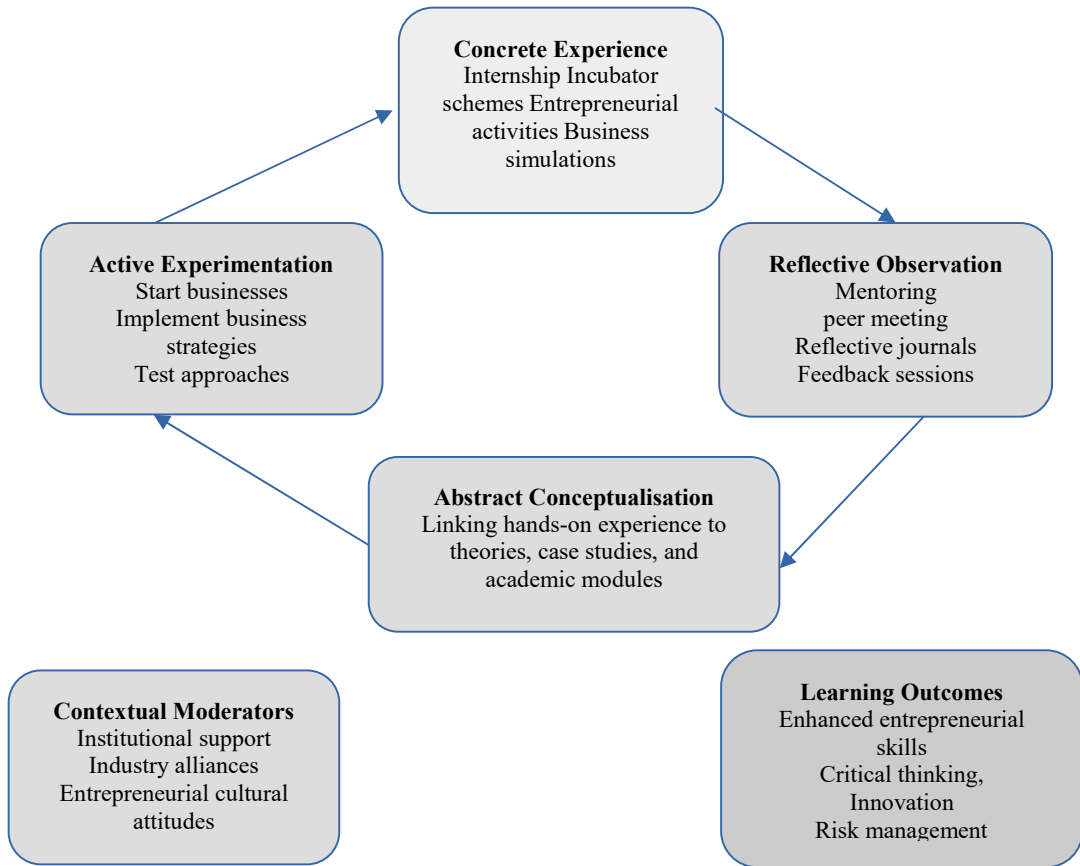 Concrete Experience
Internship Incubator
schemes Entrepreneurial
activities Business
simulations
Active Experimentation
Start businesses
Implement business
strategies
Test approaches
Reflective Observation
Mentoring
peer meeting
Reflective journals
Feedback sessions
Abstract Conceptualisation
Linking hands-on experience to
theories, case studies, and
academic modules
Contextual Moderators
Institutional support
Industry alliances
Entrepreneurial cultural
attitudes
Learning Outcomes
Enhanced entrepreneurial
skills
Critical thinking,
Innovation
Risk management